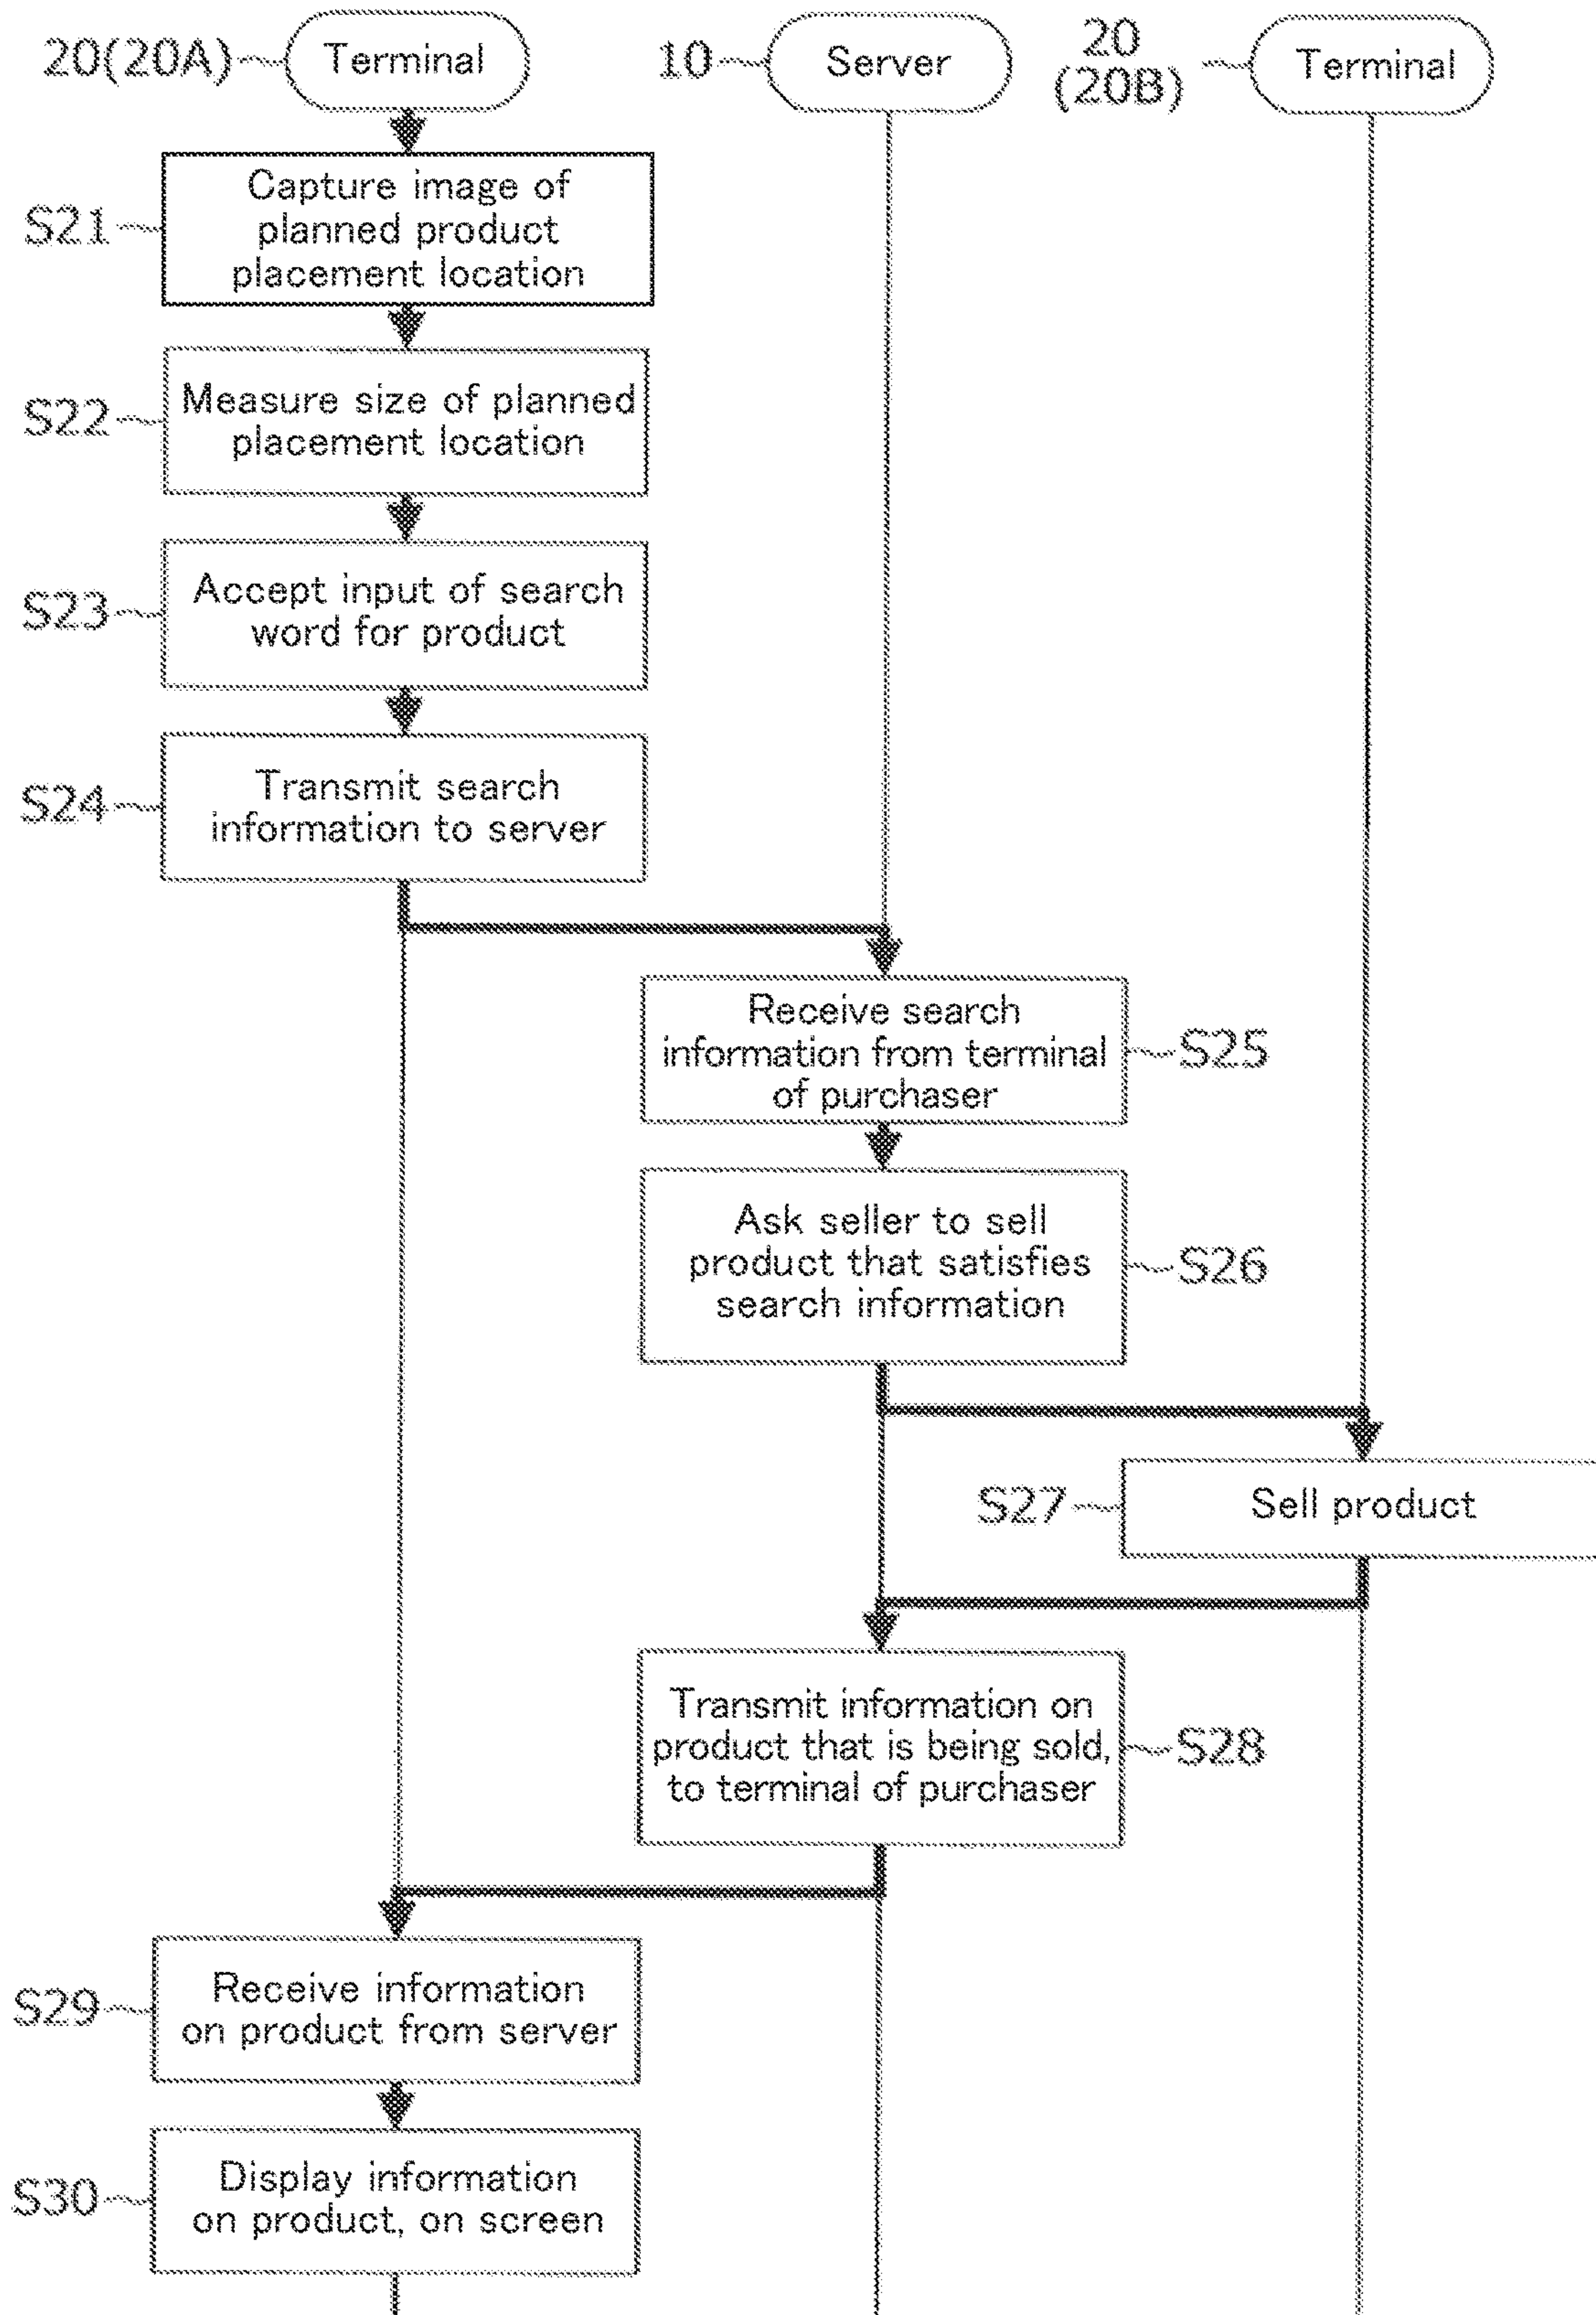 20(20A)
Terminal
10
Server
20
(20B)
Terminal
S21
Capture image of
planned product
placement location
S22
Measure size of planned
placement location
S23
Accept input of search
word for product
S24
Transmit search
information to server
Receive search
information from terminal
of purchaser
S25
Ask seller to sell
product that satisfies
search information
S26
S27
Sell product
Transmit information on
product that is being sold,
to terminal of purchaser
S28
S29
Receive information
on product from server
S30
Display information
on product, on screen